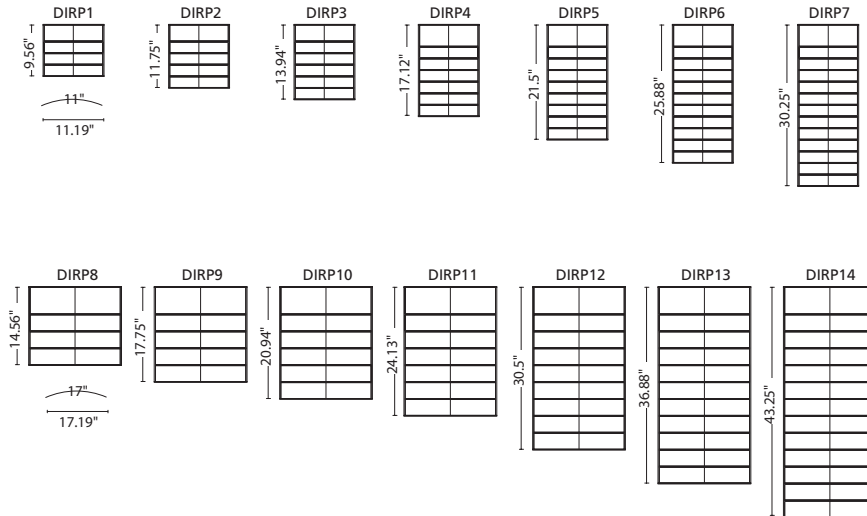 DIRP1 DIRP2 DIRP3 DIRP4 DIRP5 DIRP6 DIRP7
9.56" 11.75" 13.94" 17.12" 21.5" 25.88" 30.25"
11"
11.19"
DIRP8 DIRP9 DIRP10 DIRP11 DIRP12 DIRP13 DIRP14
14.56" 17.75" 20.94" 24.13" 30.5" 36.88" 43.25"
17"
17.19"